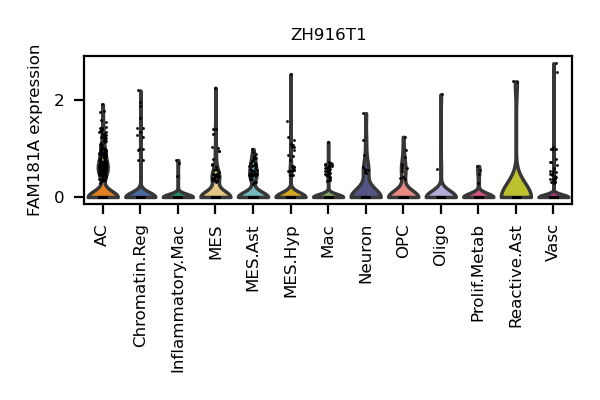 ZH916T1
FAM181A expression
2
0
AC
Chromatin.Reg
Inflammatory.Mac
MES
MES.Ast
MES.Hyp
Mac
Neuron
OPC
Oligo
Prolif.Metab
Reactive.Ast
Vasc